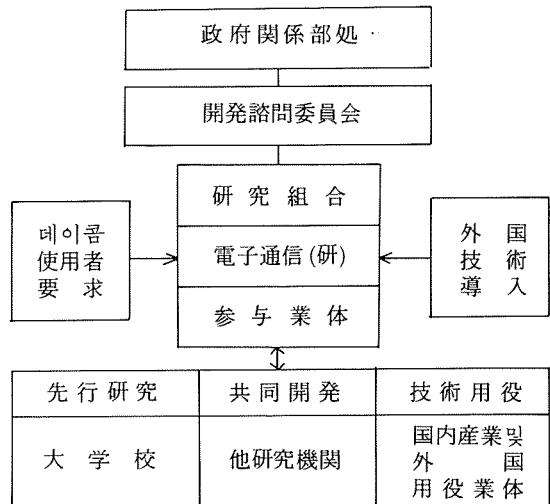 政府関係部処
開発諮問委員会
研究組合
電子通信(研)
参与業体
데이콤
使用者
要求
外国
技術
導入
先行研究
共同開発
技術用役
大学校
他研究機関
国内産業및
外国
用役業体